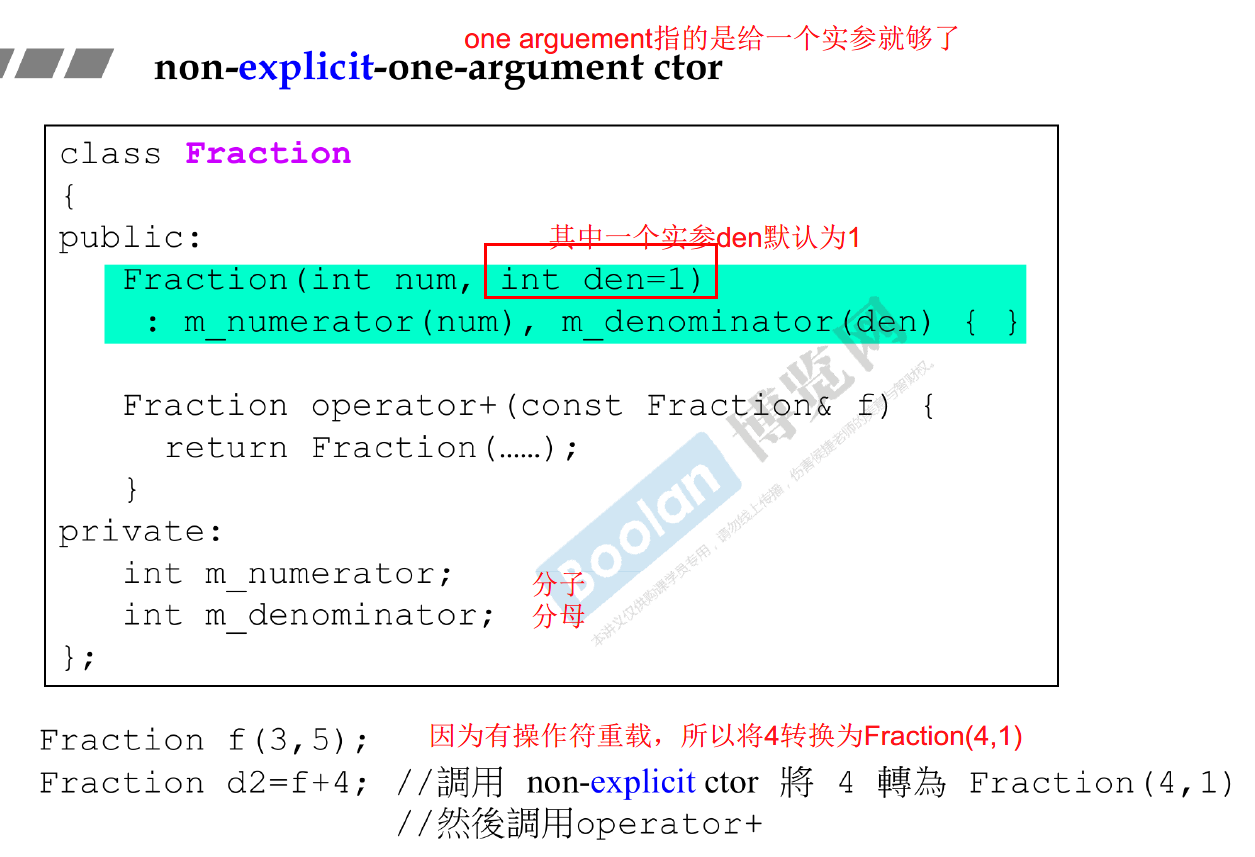 one arguement指的是给一个实参就够了
non-explicit-one-argument ctor
class Fraction
{
public:
其中一个实参den默认为1
Fraction(int num, int den=1)
: m_numerator(num), m_denominator(den) { }
Fraction operator+(const Fraction& f) {
return Fraction(……);
}
private:
int m_numerator;
分子
int m_denominator;
分母
};
Boolan 博览网
本讲义仅供购课学员专用，请勿线上传播，伤害侯捷老师的
Fraction f(3,5);
因为有操作符重载，所以将4转换为Fraction(4,1)
Fraction d2=f+4; //調用 non-explicit ctor 將 4 轉為 Fraction(4,1)
//然後調用operator+